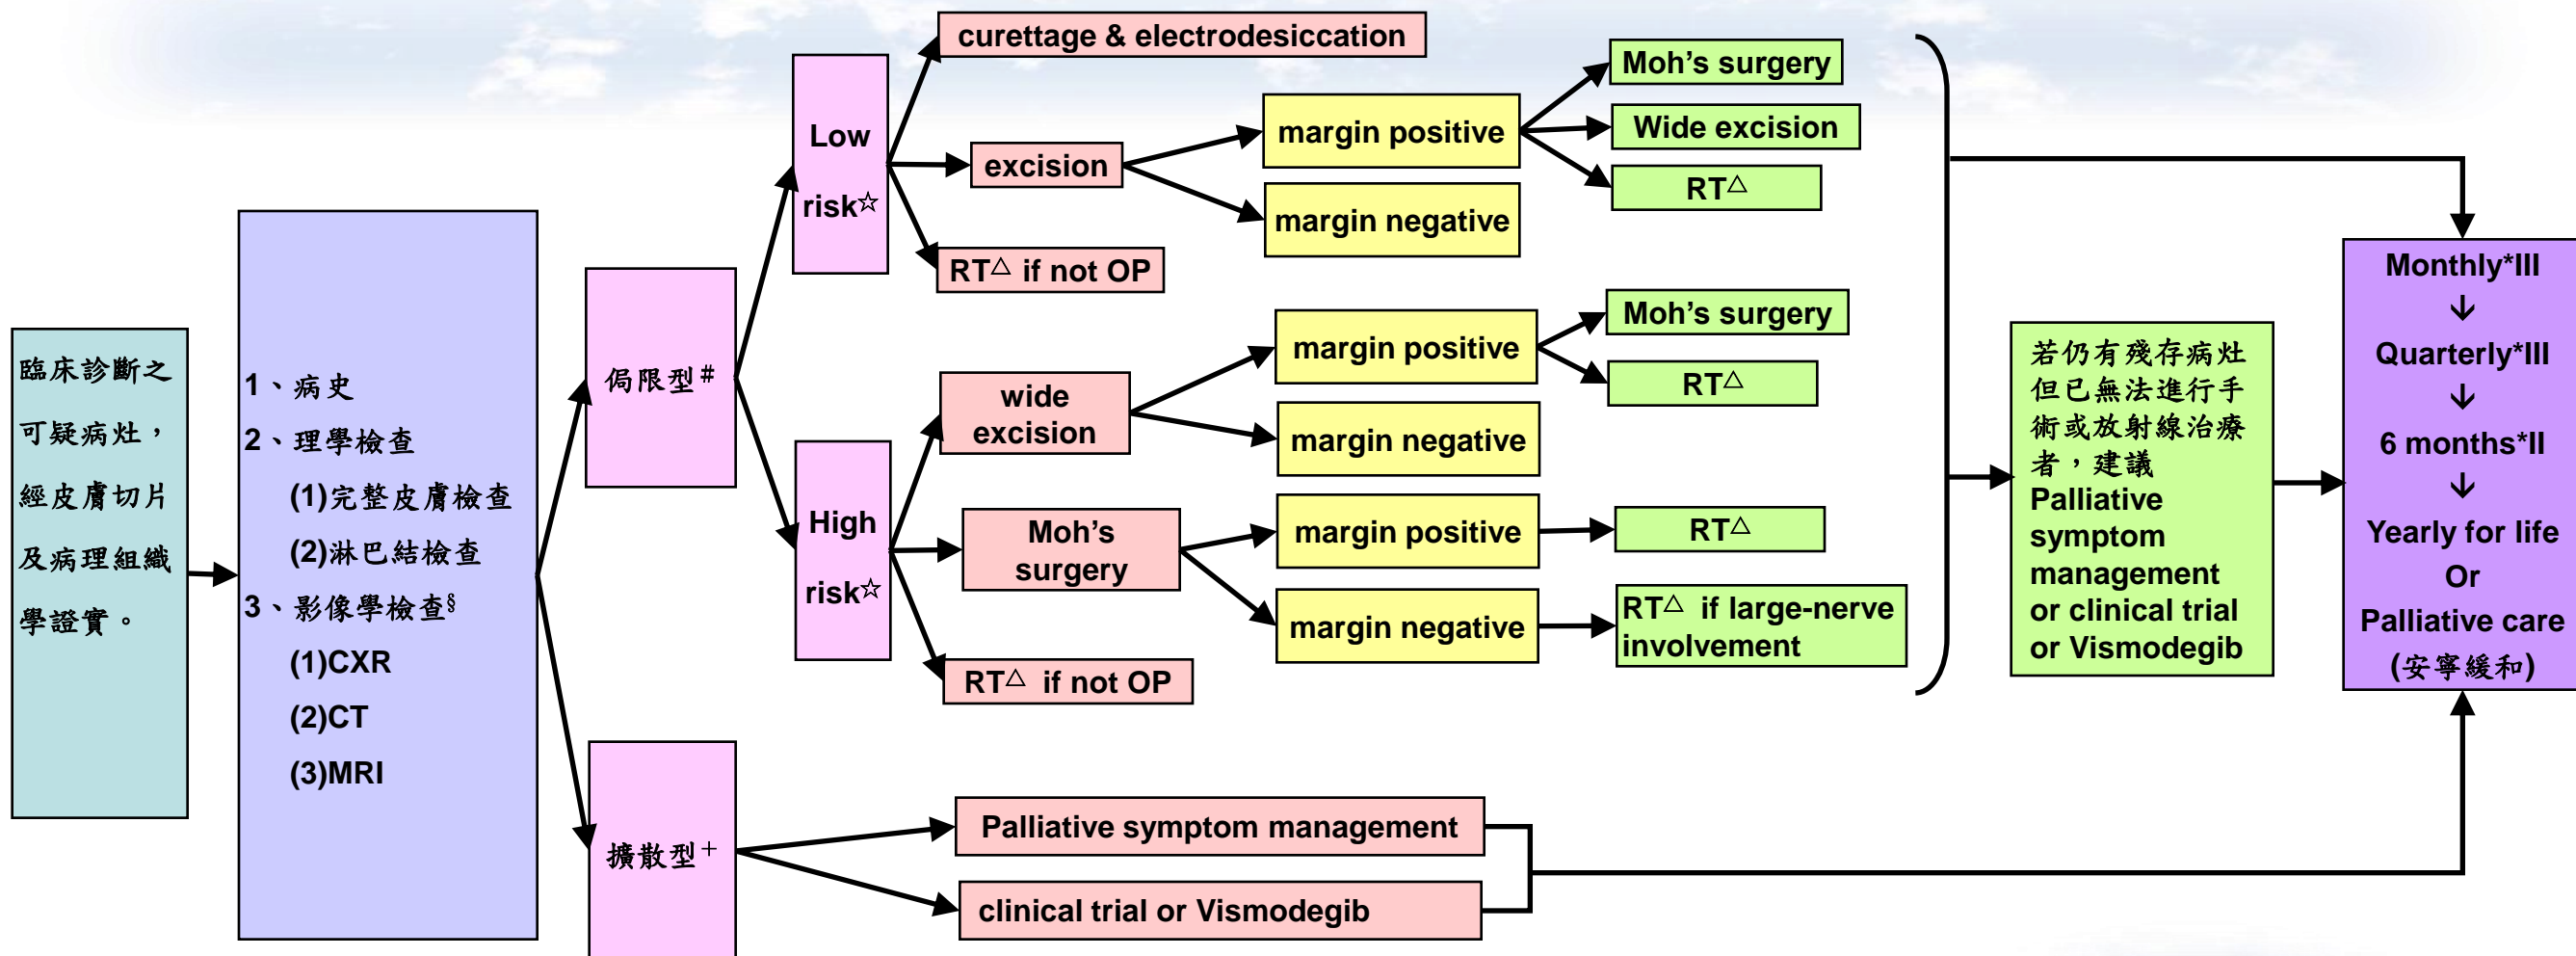 臨床診斷之
可疑病灶，
經皮膚切片
及病理組織
學證實。
1、病史
2、理學檢查
(1)完整皮膚檢查
(2)淋巴結檢查
3、影像學檢查§
(1)CXR
(2)CT
(3)MRI
侷限型#
擴散型+
Low
risk☆
High
risk☆
curettage & electrodesiccation
excision
RT△ if not OP
margin positive
margin negative
Moh’s surgery
Wide excision
RT△
wide
excision
Moh’s
surgery
RT△ if not OP
margin positive
margin negative
margin positive
margin negative
Moh’s surgery
RT△
RT△
RT△ if large-nerve
involvement
Palliative symptom management
clinical trial or Vismodegib
若仍有殘存病灶
但已無法進行手
術或放射線治療
者，建議
Palliative
symptom
management
or clinical trial
or Vismodegib
Monthly*III
↓
Quarterly*III
↓
6 months*II
↓
Yearly for life
Or
Palliative care
(安寧緩和)